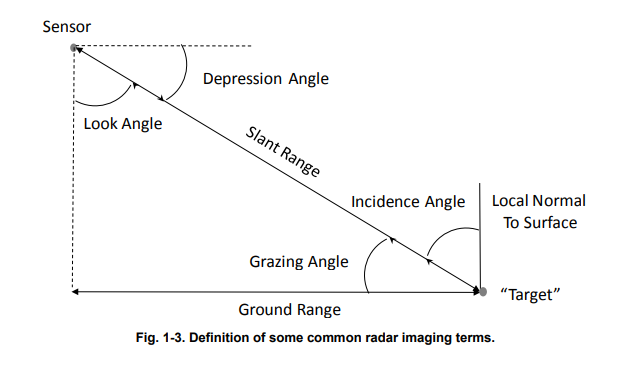 Sensor
Depression Angle
Look Angle
Slant Range
Incidence Angle
Local Normal
To Surface
Grazing Angle
“Target”
Ground Range
Fig. 1-3. Definition of some common radar imaging terms.